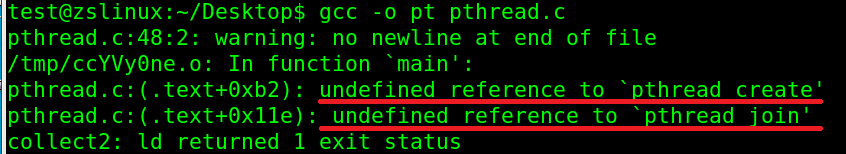 test@zslinux:~/Desktop$ gcc -o pt pthread.c
pthread.c:48:2: warning: no newline at end of file
/tmp/ccYVy0ne.o: In function `main':
pthread.c:(.text+0xb2): undefined reference to `pthread_create'
pthread.c:(.text+0x11e): undefined reference to `pthread_join'
collect2: ld returned 1 exit status